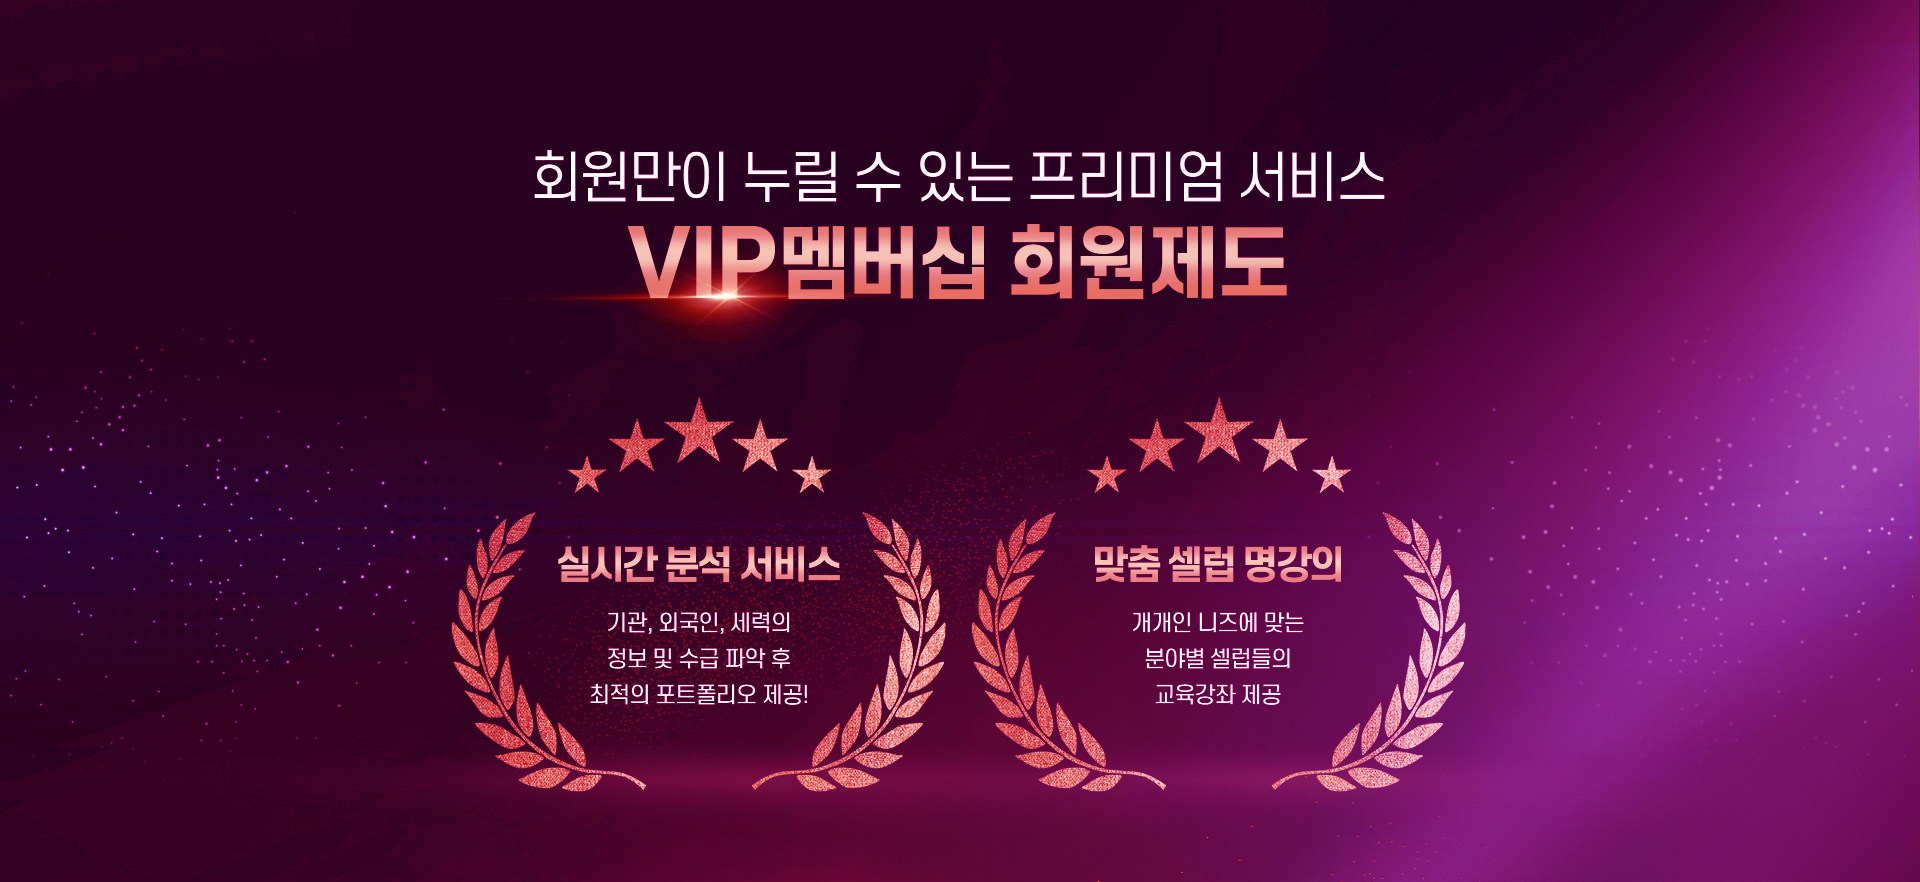 회원만이 누릴 수 있는 프리미엄 서비스
VIP멤버십 회원제도
실시간 분석 서비스
기관, 외국인, 세력의
정보 및 수급 파악 후
최적의 포트폴리오 제공!
맞춤 셀럽 명강의
개개인 니즈에 맞는
분야별 셀럽들의
교육강좌 제공